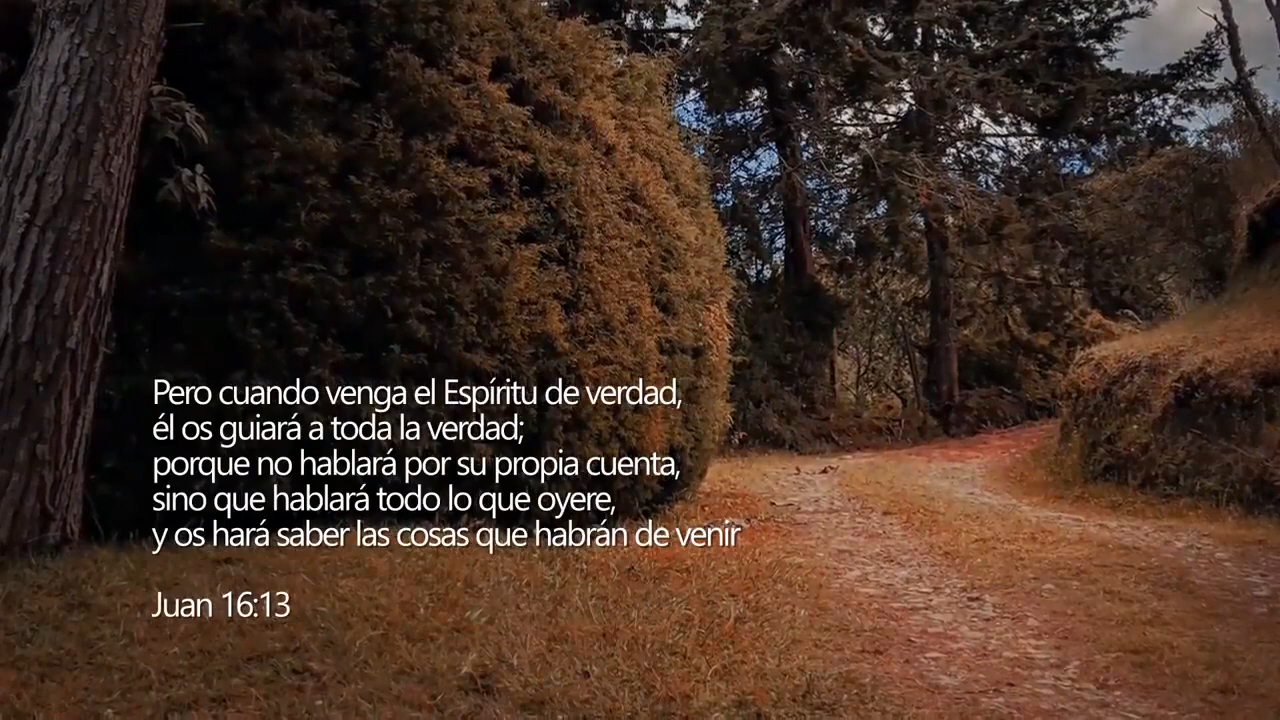 Pero cuando venga el Espíritu de verdad,
él os guiará a toda la verdad;
porque no hablará por su propia cuenta,
sino que hablará todo lo que oyere,
y os hará saber las cosas que habrán de venir
Juan 16:13